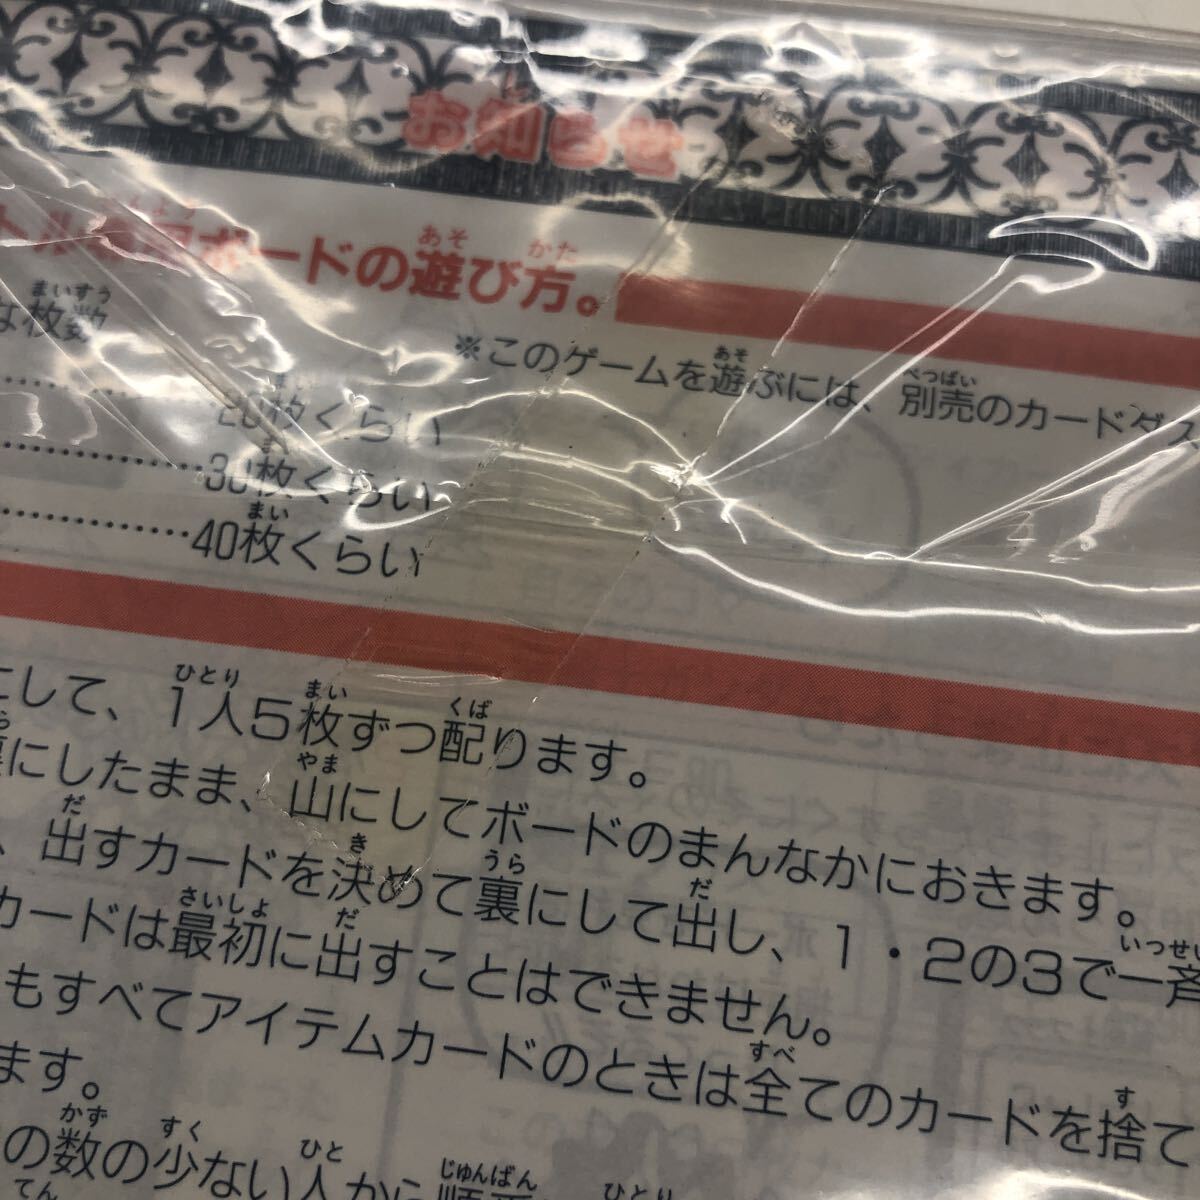 お知らせ
トル専用ボードの遊び方。
な枚数
※このゲームを遊ぶには、別売のカードダス
20枚くらい
30枚くらい
40枚くらい
にして、1人5枚ずつ配ります。
裏にしたまま、山にしてボードのまんなかにおきます。
、出すカードを決めて裏にして出し、1・2の3で一斉
カードは最初に出すことはできません。
もすべてアイテムカードのときは全てのカードを捨て
ます。
の数の少ない人から順